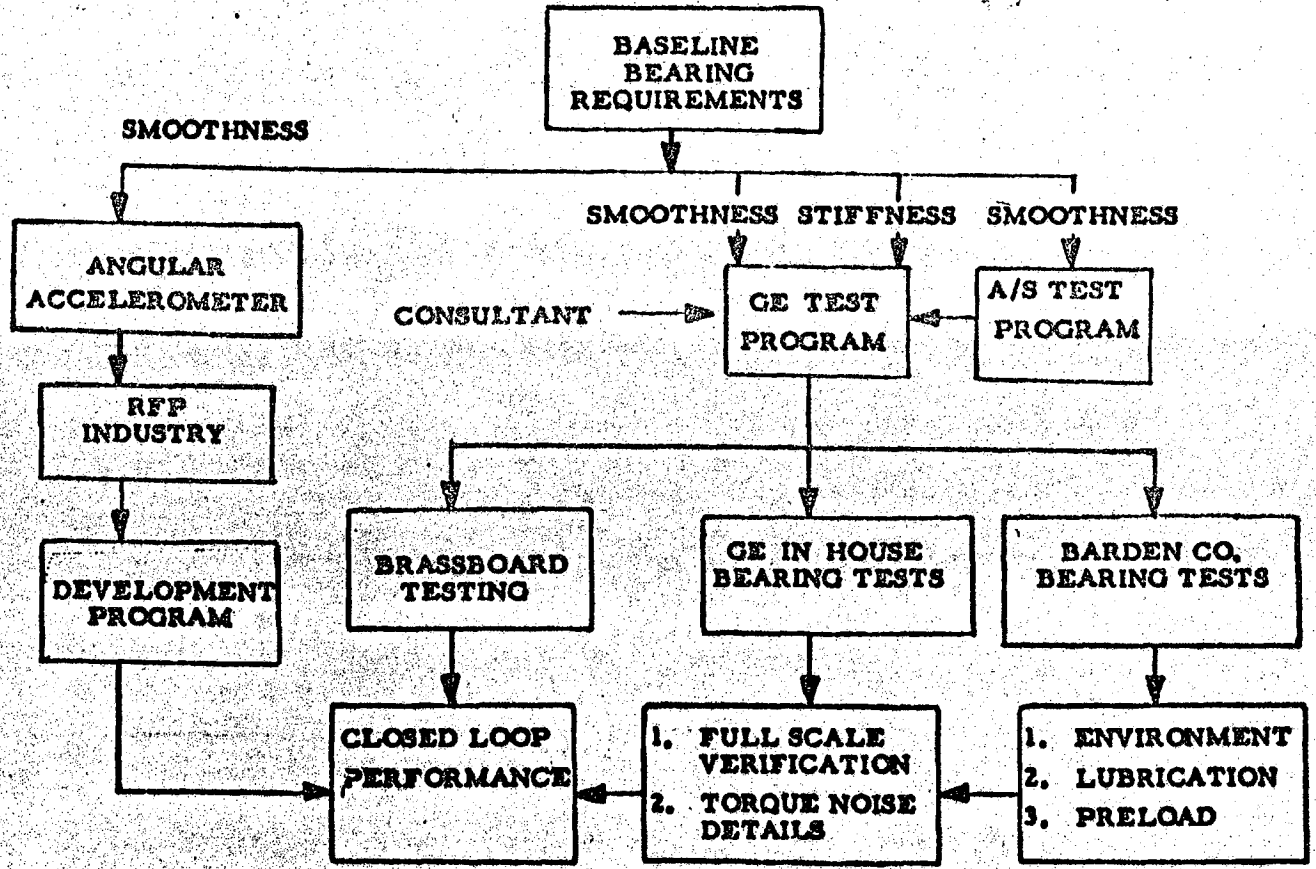 BASELINE
BEARING
REQUIREMENTS
SMOOTHNESS
SMOOTHNESS STIFFNESS SMOOTHNESS
ANGULAR
ACCELEROMETER
CONSULTANT
GE TEST
PROGRAM
A/S TEST
PROGRAM
RFP
INDUSTRY
DEVELOPMENT
PROGRAM
BRASSBOARD
TESTING
GE IN HOUSE
BEARING TESTS
BARDEN CO.
BEARING TESTS
CLOSED LOOP
PERFORMANCE
1. FULL SCALE
VERIFICATION
2. TORQUE NOISE
DETAILS
1. ENVIRONMENT
2. LUBRICATION
3. PRELOAD